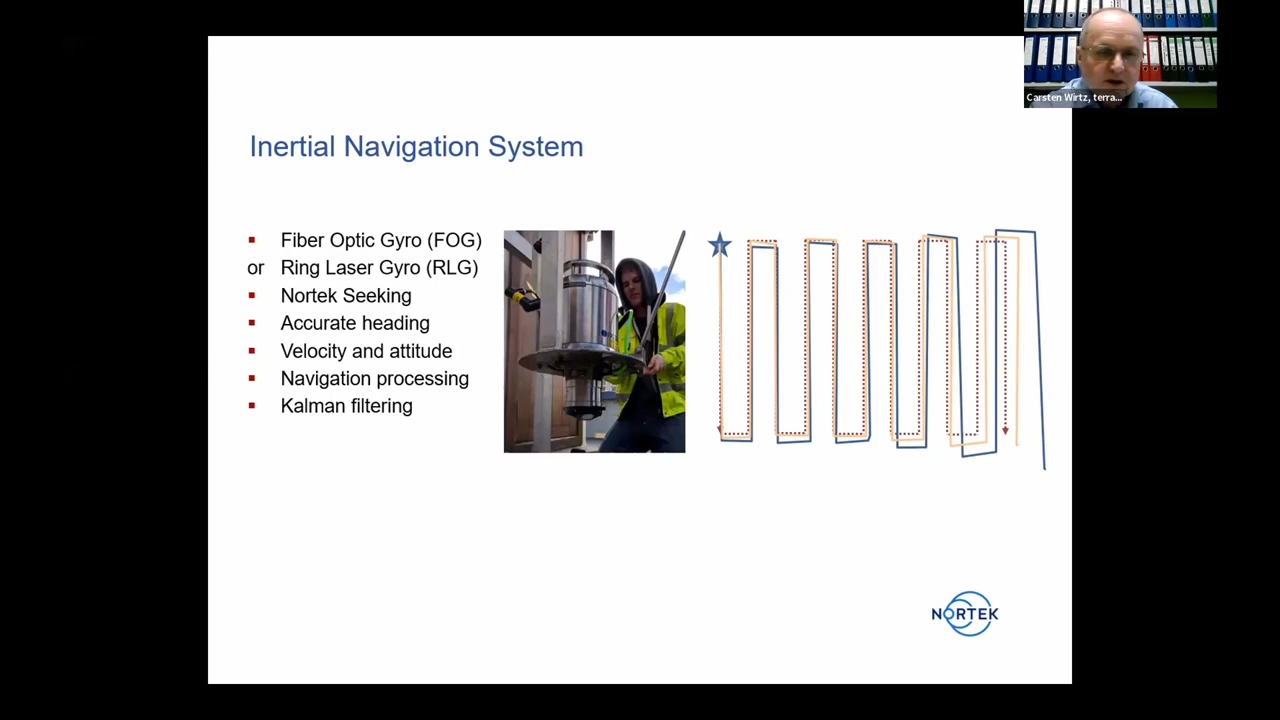 Carsten Wirtz, terra...
Inertial Navigation System
Fiber Optic Gyro (FOG)
or Ring Laser Gyro (RLG)
Nortek Seeking
Accurate heading
Velocity and attitude
Navigation processing
Kalman filtering
NORTEK